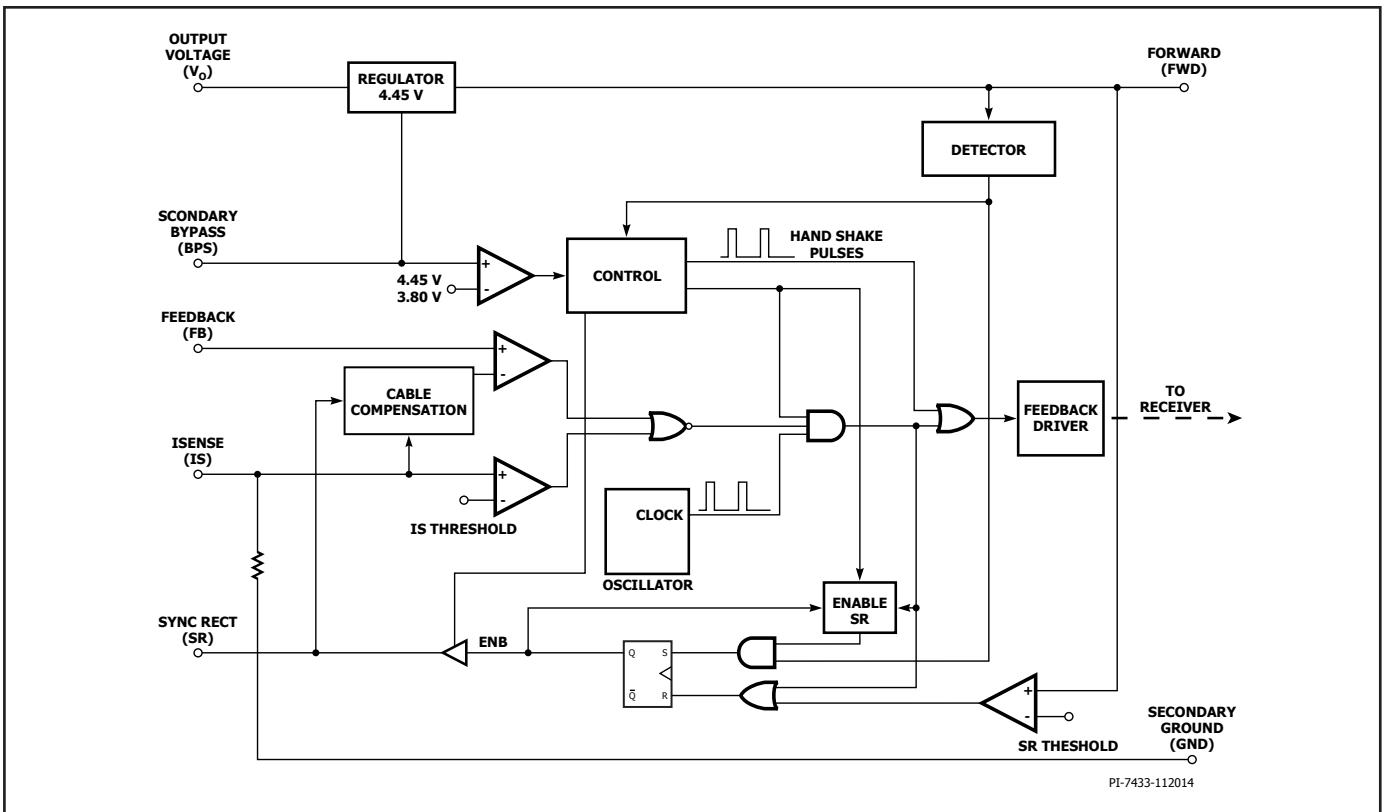 OUTPUT
VOLTAGE
(VO)
REGULATOR
4.45 V
FORWARD
(FWD)
DETECTOR
SCONDARY
BYPASS
(BPS)
+
-
4.45 V
3.80 V
CONTROL
HAND SHAKE
PULSES
FEEDBACK
(FB)
+
-
CABLE
COMPENSATION
FEEDBACK
DRIVER
TO
RECEIVER
ISENSE
(IS)
+
-
IS THRESHOLD
CLOCK
OSCILLATOR
ENABLE
SR
SYNC RECT
(SR)
ENB
Q
S
Q̅
R
+
-
SR THESHOLD
SECONDARY
GROUND
(GND)
PI-7433-112014